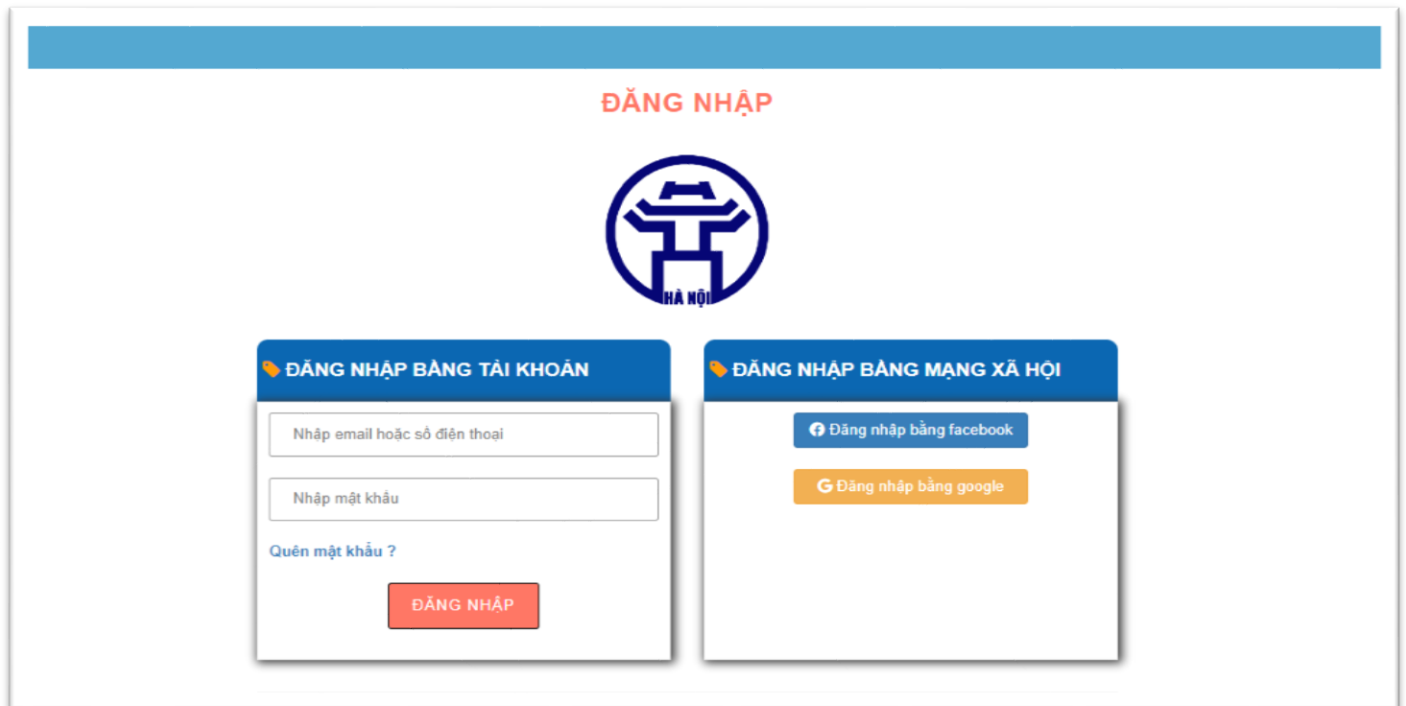 ĐĂNG NHẬP
HÀ NỘI
ĐĂNG NHẬP BẰNG TÀI KHOẢN
Nhập email hoặc số điện thoại
Nhập mật khẩu
Quên mật khẩu ?
ĐĂNG NHẬP
ĐĂNG NHẬP BẰNG MẠNG XÃ HỘI
Đăng nhập bằng facebook
Đăng nhập bằng google